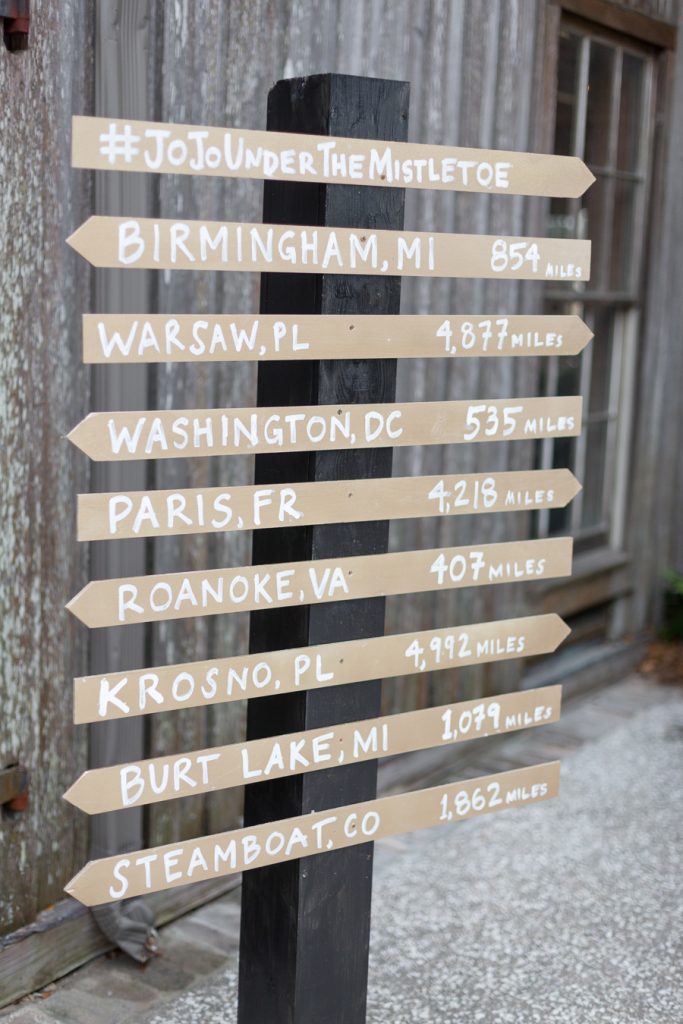 #JoJoUnderTheMistletoe
Birmingham, MI 854 miles
Warsaw, PL 4,877 miles
Washington, DC 535 miles
Paris, FR 4,218 miles
Roanoke, VA 407 miles
Krosno, PL 4,992 miles
Burt Lake, MI 1,079 miles
Steamboat, CO 1,862 miles